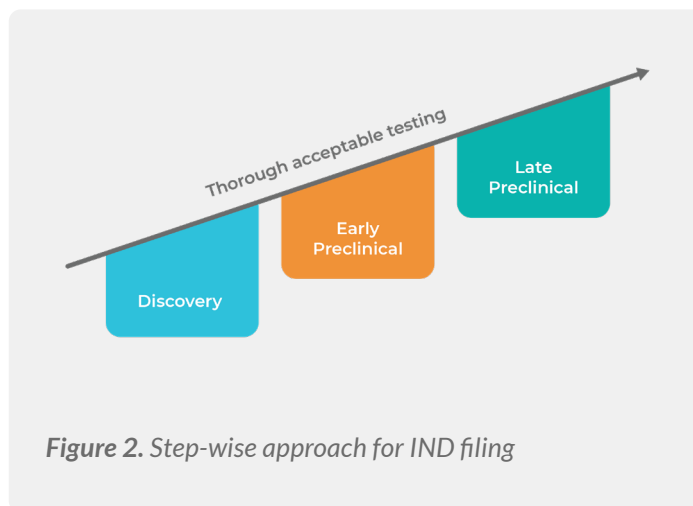 Thorough acceptable testing
Discovery
Early
Preclinical
Late
Preclinical
Figure 2. Step-wise approach for IND filing